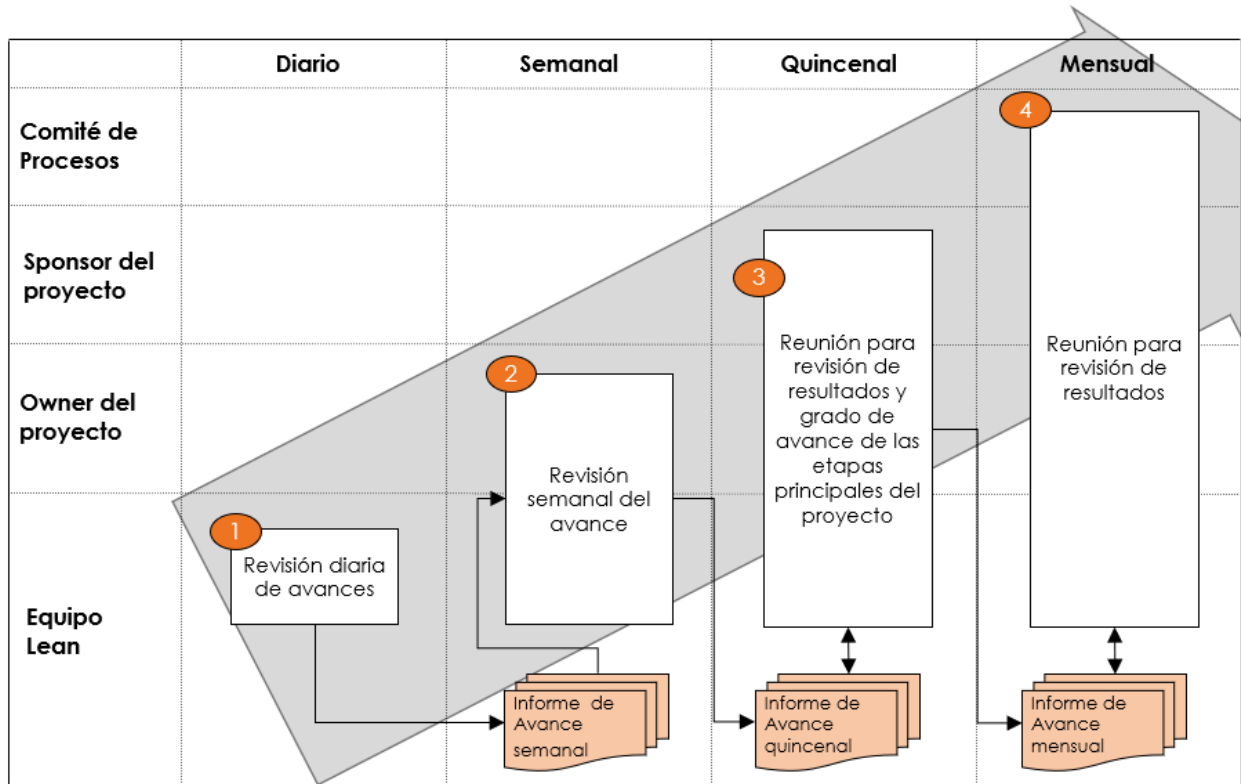 Diario
Semanal
Quincenal
Mensual
Comité de
Procesos
Sponsor del
proyecto
Owner del
proyecto
Equipo
Lean
1
Revisión diaria
de avances
2
Revisión
semanal del
avance
3
Reunión para
revisión de
resultados y
grado de
avance de las
etapas
principales del
proyecto
4
Reunión para
revisión de
resultados
Informe de
Avance
semanal
Informe de
Avance
quincenal
Informe de
Avance
mensual